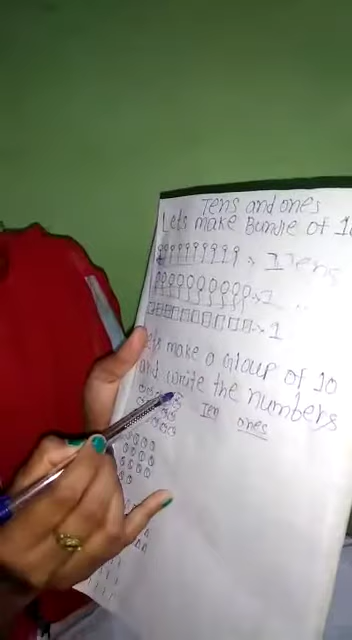 Tens and ones
Lets make Bundle of 10
1 Tens
1
1
Lets make a Group of 10
and write the numbers
Ten ones